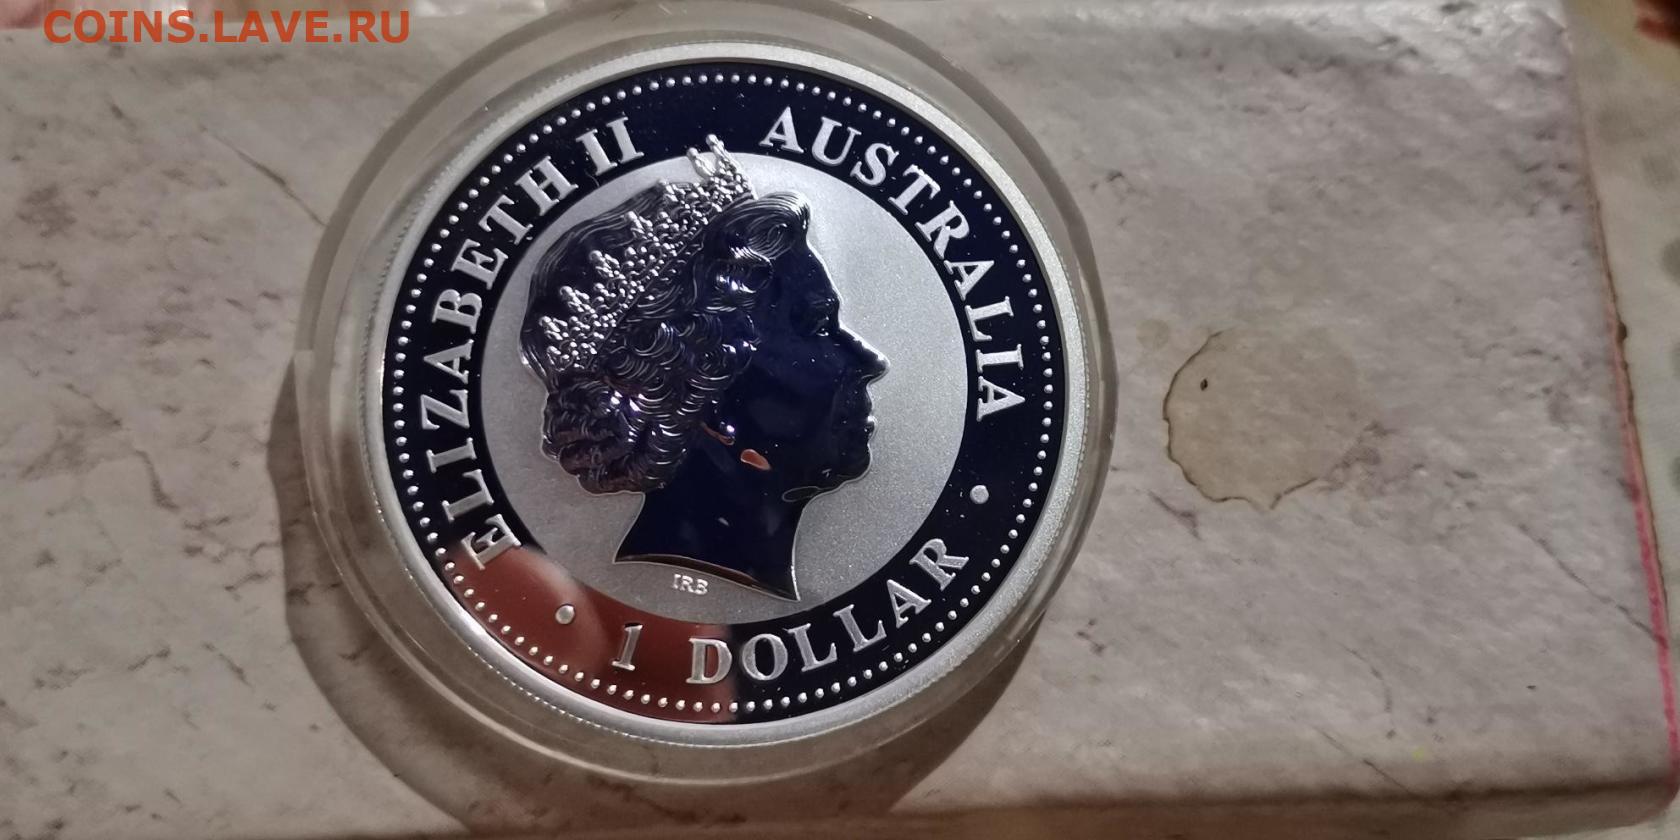 COINS.LAVE.RU
ELIZABETH II
AUSTRALIA
IRB
1 DOLLAR